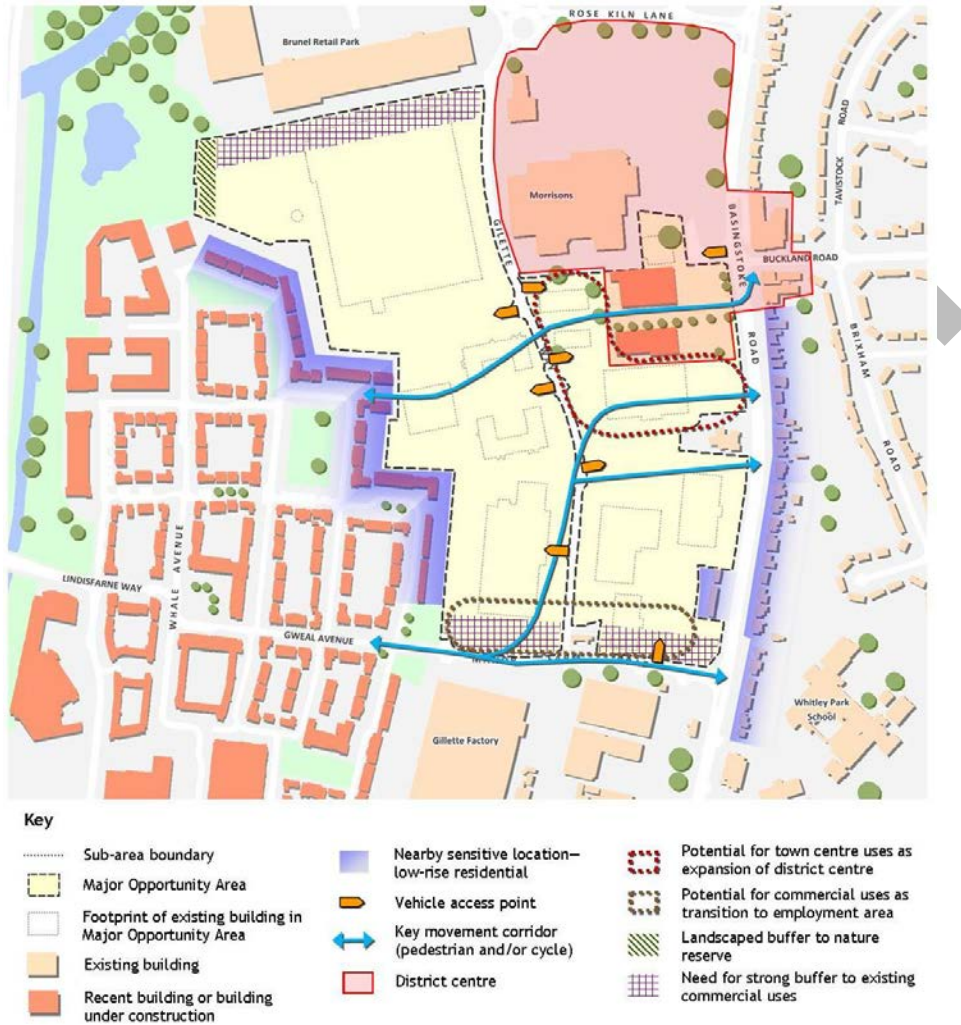 ROSE KILN LANE
Brunel Retail Park
TAVISTOCK ROAD
Morrisons
GILETTE
BASINGSTOKE ROAD
BUCKLAND ROAD
BRIXHAM ROAD
WHALE AVENUE
LINDISFARNE WAY
GWEAL AVENUE
Gillette Factory
Whitley Park
School
Key
Sub-area boundary
Major Opportunity Area
Footprint of existing building in
Major Opportunity Area
Existing building
Recent building or building
under construction
Nearby sensitive location—
low-rise residential
Vehicle access point
Key movement corridor
(pedestrian and/or cycle)
District centre
Potential for town centre uses as
expansion of district centre
Potential for commercial uses as
transition to employment area
Landscaped buffer to nature
reserve
Need for strong buffer to existing
commercial uses